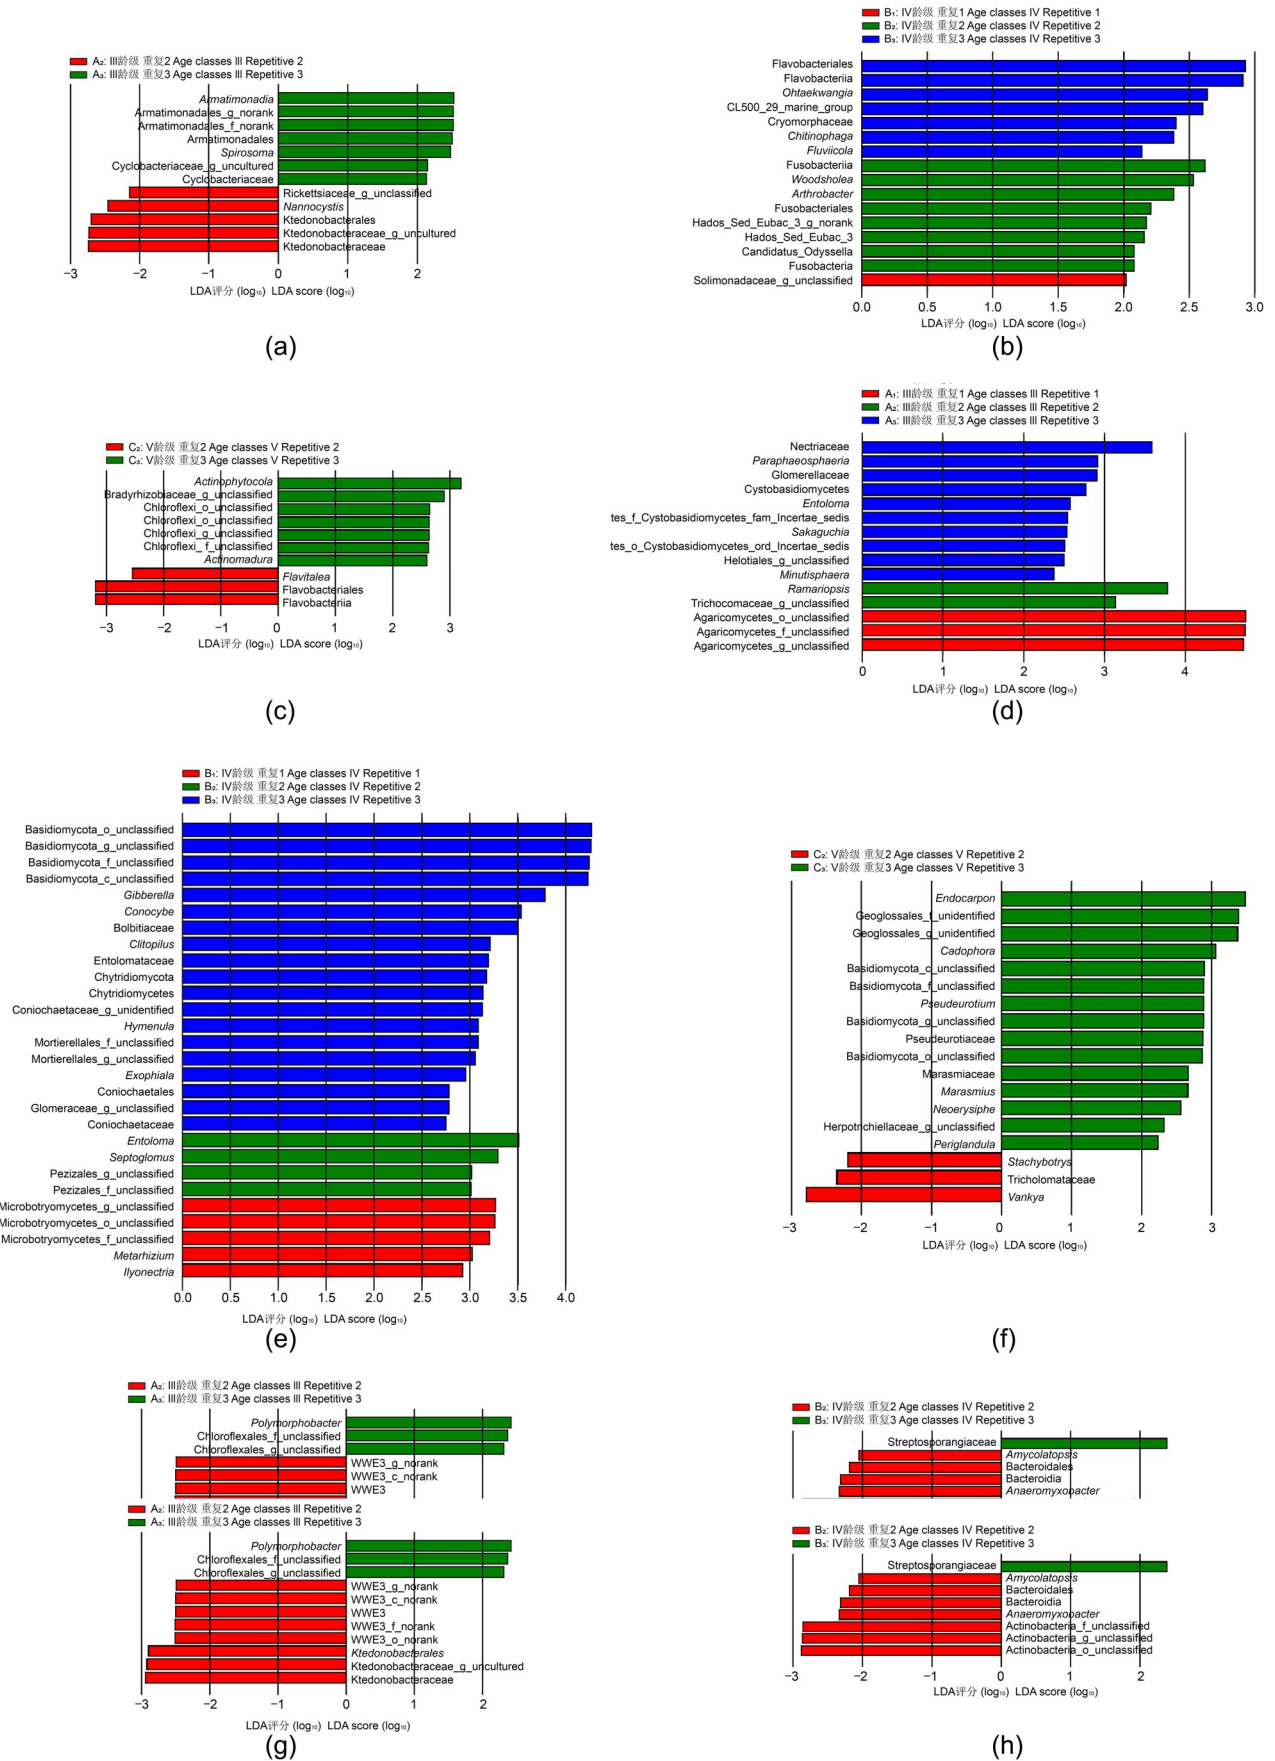 A₂: III龄级 重复2 Age classes III Repetitive 2
A₃: III龄级 重复3 Age classes III Repetitive 3
Armatimonadia
Armatimonadales_g_norank
Armatimonadales_f_norank
Armatimonadales
Spirosoma
Cyclobacteriaceae_g_uncultured
Cyclobacteriaceae
Rickettsiaceae_g_unclassified
Nannocystis
Ktedonobacterales
Ktedonobacteraceae_g_uncultured
Ktedonobacteraceae
−3 −2 −1 0 1 2
LDA评分 (log₁₀) LDA score (log₁₀)
(a)
B₁: IV龄级 重复1 Age classes IV Repetitive 1
B₂: IV龄级 重复2 Age classes IV Repetitive 2
B₃: IV龄级 重复3 Age classes IV Repetitive 3
Flavobacteriales
Flavobacteriia
Ohtaekwangia
CL500_29_marine_group
Cryomorphaceae
Chitinophaga
Fluviicola
Fusobacteriia
Woodsholea
Arthrobacter
Fusobacteriales
Hados_Sed_Eubac_3_g_norank
Hados_Sed_Eubac_3
Candidatus_Odyssella
Fusobacteria
Solimonadaceae_g_unclassified
0.0 0.5 1.0 1.5 2.0 2.5 3.0
LDA评分 (log₁₀) LDA score (log₁₀)
(b)
C₂: V龄级 重复2 Age classes V Repetitive 2
C₃: V龄级 重复3 Age classes V Repetitive 3
Actinophytocola
Bradyrhizobiaceae_g_unclassified
Chloroflexi_o_unclassified
Chloroflexi_o_unclassified
Chloroflexi_g_unclassified
Chloroflexi_f_unclassified
Actinomadura
Flavitalea
Flavobacteriales
Flavobacteriia
−3 −2 −1 0 1 2 3
LDA评分 (log₁₀) LDA score (log₁₀)
(c)
A₁: III龄级 重复1 Age classes III Repetitive 1
A₂: III龄级 重复2 Age classes III Repetitive 2
A₃: III龄级 重复3 Age classes III Repetitive 3
Nectriaceae
Paraphaeosphaeria
Glomerellaceae
Cystobasidiomycetes
Entoloma
tes_f_Cystobasidiomycetes_fam_Incertae_sedis
Sakaguchia
tes_o_Cystobasidiomycetes_ord_Incertae_sedis
Helotiales_g_unclassified
Minutisphaera
Ramariopsis
Trichocomaceae_g_unclassified
Agaricomycetes_o_unclassified
Agaricomycetes_f_unclassified
Agaricomycetes_g_unclassified
0 1 2 3 4
LDA评分 (log₁₀) LDA score (log₁₀)
(d)
B₁: IV龄级 重复1 Age classes IV Repetitive 1
B₂: IV龄级 重复2 Age classes IV Repetitive 2
B₃: IV龄级 重复3 Age classes IV Repetitive 3
Basidiomycota_o_unclassified
Basidiomycota_g_unclassified
Basidiomycota_f_unclassified
Basidiomycota_c_unclassified
Gibberella
Conocybe
Bolbitiaceae
Clitopilus
Entolomataceae
Chytridiomycota
Chytridiomycetes
Coniochaetaceae_g_unidentified
Hymenula
Mortierellales_f_unclassified
Mortierellales_g_unclassified
Exophiala
Coniochaetales
Glomeraceae_g_unclassified
Coniochaetaceae
Entoloma
Septoglomus
Pezizales_g_unclassified
Pezizales_f_unclassified
Microbotryomycetes_g_unclassified
Microbotryomycetes_o_unclassified
Microbotryomycetes_f_unclassified
Metarhizium
Ilyonectria
0.0 0.5 1.0 1.5 2.0 2.5 3.0 3.5 4.0
LDA评分 (log₁₀) LDA score (log₁₀)
(e)
C₂: V龄级 重复2 Age classes V Repetitive 2
C₃: V龄级 重复3 Age classes V Repetitive 3
Endocarpon
Geoglossales_f_unidentified
Geoglossales_g_unidentified
Cadophora
Basidiomycota_c_unclassified
Basidiomycota_f_unclassified
Pseudeurotium
Basidiomycota_g_unclassified
Pseudeurotiaceae
Basidiomycota_o_unclassified
Marasmiaceae
Marasmius
Neoerysiphe
Herpotrichiellaceae_g_unclassified
Periglandula
Stachybotrys
Tricholomataceae
Vankya
−3 −2 −1 0 1 2 3
LDA评分 (log₁₀) LDA score (log₁₀)
(f)
A₂: III龄级 重复2 Age classes III Repetitive 2
A₃: III龄级 重复3 Age classes III Repetitive 3
Polymorphobacter
Chloroflexales_f_unclassified
Chloroflexales_g_unclassified
WWE3_g_norank
WWE3_c_norank
WWE3
A₂: III龄级 重复2 Age classes III Repetitive 2
A₃: III龄级 重复3 Age classes III Repetitive 3
Polymorphobacter
Chloroflexales_f_unclassified
Chloroflexales_g_unclassified
WWE3_g_norank
WWE3_c_norank
WWE3
WWE3_f_norank
WWE3_o_norank
Ktedonobacterales
Ktedonobacteraceae_g_uncultured
Ktedonobacteraceae
−3 −2 −1 0 1 2
LDA评分 (log₁₀) LDA score (log₁₀)
(g)
B₂: IV龄级 重复2 Age classes IV Repetitive 2
B₃: IV龄级 重复3 Age classes IV Repetitive 3
Streptosporangiaceae
Amycolatopsis
Bacteroidales
Bacteroidia
Anaeromyxobacter
B₂: IV龄级 重复2 Age classes IV Repetitive 2
B₃: IV龄级 重复3 Age classes IV Repetitive 3
Streptosporangiaceae
Amycolatopsis
Bacteroidales
Bacteroidia
Anaeromyxobacter
Actinobacteria_f_unclassified
Actinobacteria_g_unclassified
Actinobacteria_o_unclassified
−3 −2 −1 0 1 2
LDA评分 (log₁₀) LDA score (log₁₀)
(h)